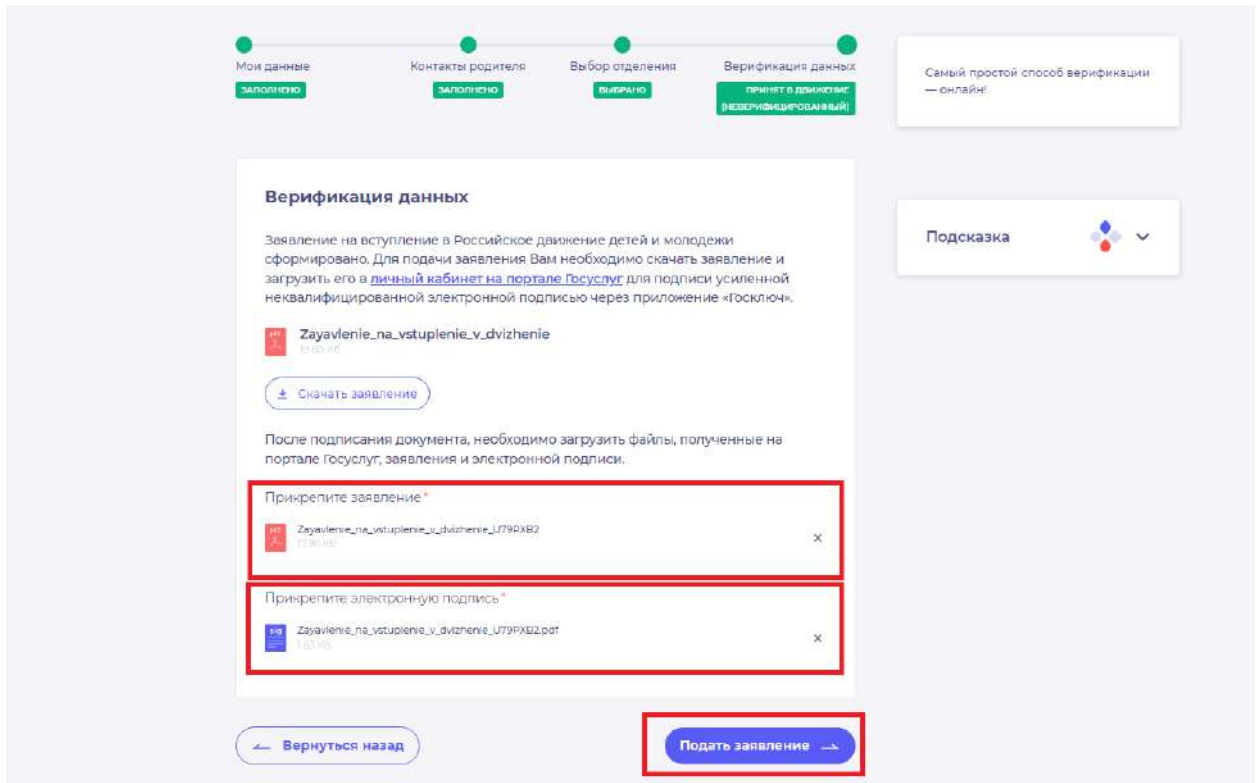 Мои данные
ЗАПОЛНЕНО
Контакты родителя
ЗАПОЛНЕНО
Выбор отделения
ВЫБРАНО
Верификация данных
ПРИНЯТ В ДВИЖЕНИЕ
(НЕВЕРИФИЦИРОВАННЫЙ)
Самый простой способ верификации
— онлайн!
Верификация данных
Заявление на вступление в Российское движение детей и молодежи
сформировано. Для подачи заявления Вам необходимо скачать заявление и
загрузить его в личный кабинет на портале Госуслуг для подписи усиленной
неквалифицированной электронной подписью через приложение «Госключ».
Подсказка
Zayavlenie_na_vstuplenie_v_dvizhenie
Скачать заявление
После подписания документа, необходимо загрузить файлы, полученные на
портале Госуслуг, заявления и электронной подписи.
Прикрепите заявление *
Zayavlenie_na_vstuplenie_v_dvizhenie_U79PXB2
Прикрепите электронную подпись *
sig
Zayavlenie_na_vstuplenie_v_dvizhenie_U79PXB2.pdf
Вернуться назад
Подать заявление